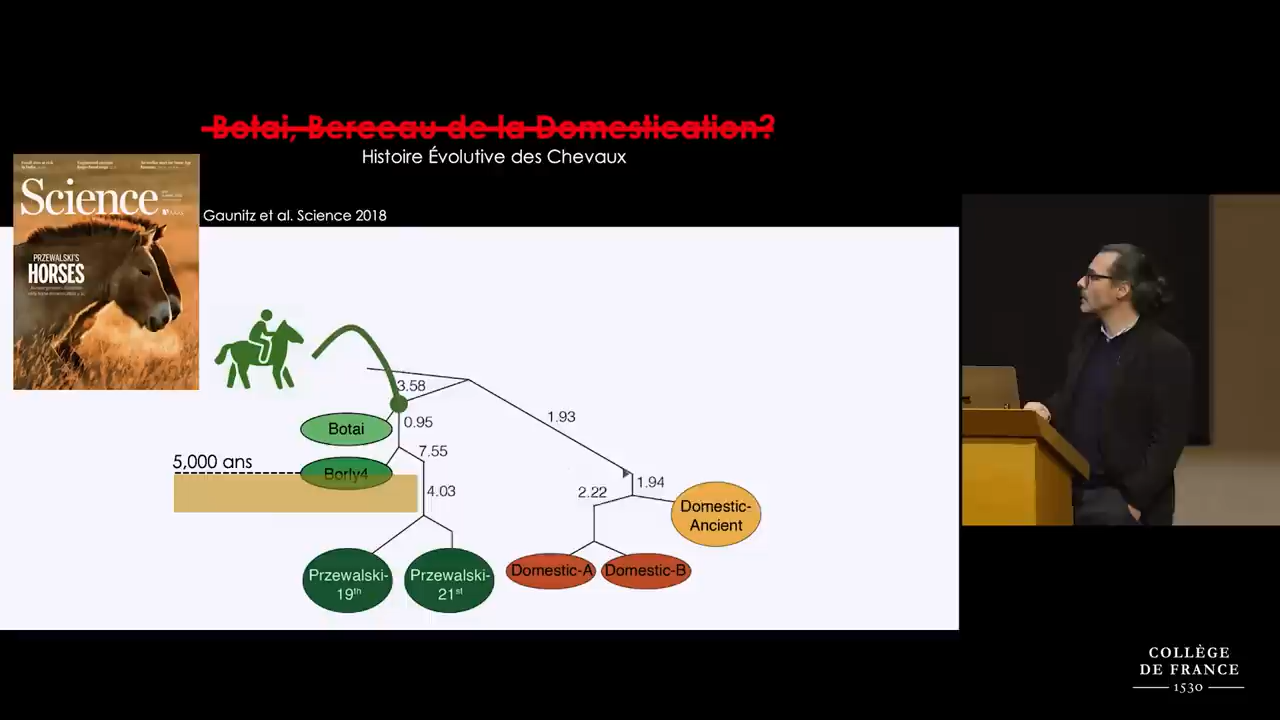 Botai, Berceau de la Domestication?
Histoire Évolutive des Chevaux
Science
Gaunitz et al. Science 2018
PRZEWALSKI'S
HORSES
3.58
1.93
Botai
0.95
7.55
5,000 ans
Borly4
4.03
2.22
1.94
Domestic-
Ancient
Przewalski-
19th
Przewalski-
21st
Domestic-A
Domestic-B
COLLÈGE
DE FRANCE
1530